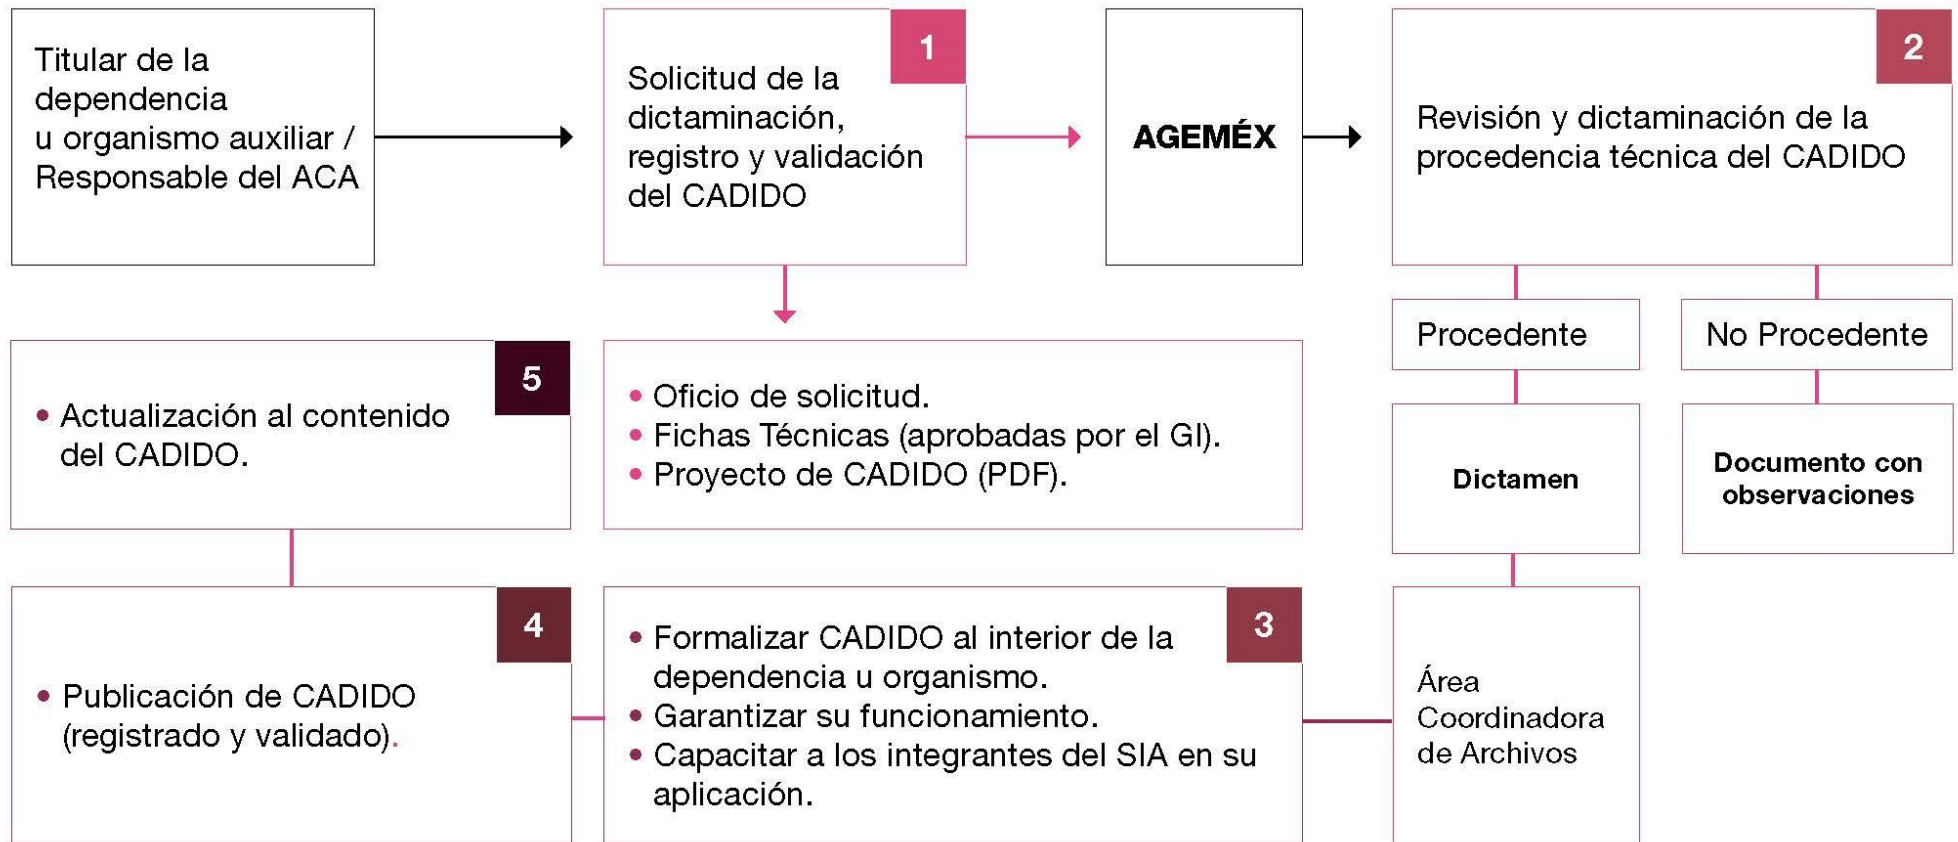 Titular de la
dependencia
u organismo auxiliar /
Responsable del ACA
1
Solicitud de la
dictaminación,
registro y validación
del CADIDO
AGEMÉX
2
Revisión y dictaminación de la
procedencia técnica del CADIDO
Procedente
No Procedente
Dictamen
Documento con
observaciones
• Oficio de solicitud.
• Fichas Técnicas (aprobadas por el GI).
• Proyecto de CADIDO (PDF).
Área
Coordinadora
de Archivos
3
• Formalizar CADIDO al interior de la
dependencia u organismo.
• Garantizar su funcionamiento.
• Capacitar a los integrantes del SIA en su
aplicación.
4
• Publicación de CADIDO
(registrado y validado).
5
• Actualización al contenido
del CADIDO.